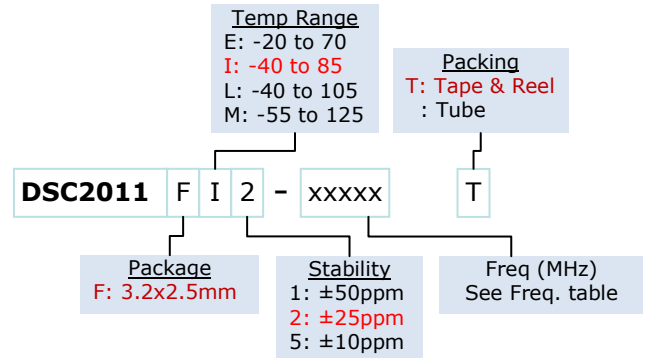 Temp Range
E: -20 to 70
I: -40 to 85
L: -40 to 105
M: -55 to 125
Packing
T: Tape & Reel
: Tube
DSC2011 F I 2 - xxxxx T
Package
F: 3.2x2.5mm
Stability
1: ±50ppm
2: ±25ppm
5: ±10ppm
Freq (MHz)
See Freq. table